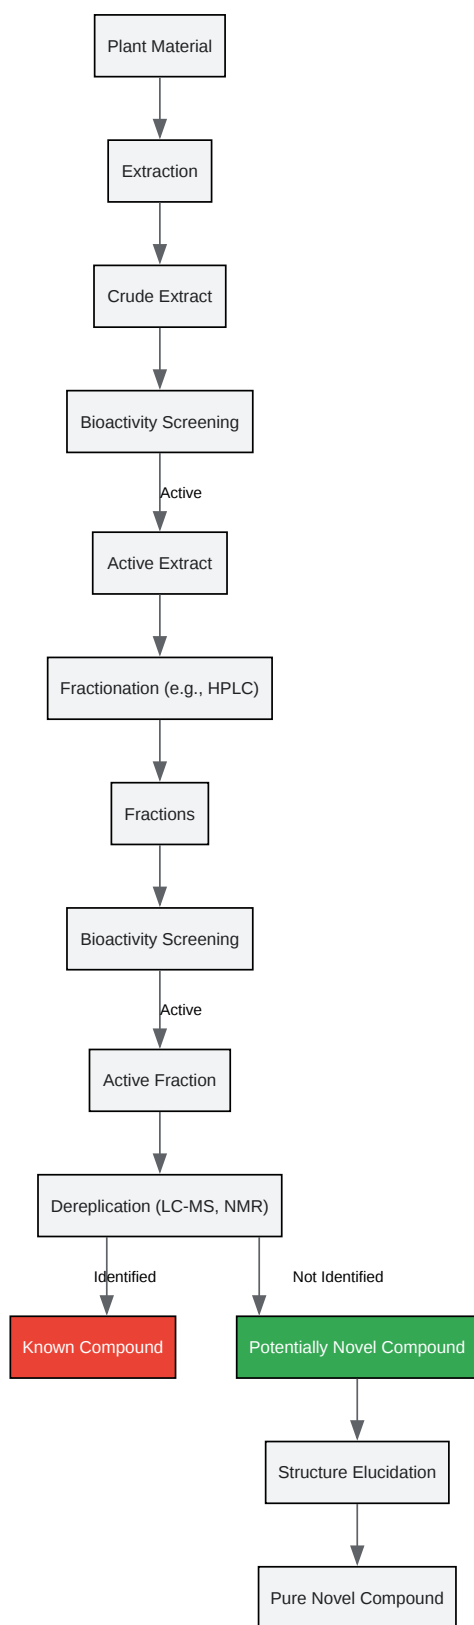 Plant Material
Extraction
Crude Extract
Bioactivity Screening
Active
Active Extract
Fractionation (e.g., HPLC)
Fractions
Bioactivity Screening
Active
Active Fraction
Dereplication (LC-MS, NMR)
Identified
Not Identified
Known Compound
Potentially Novel Compound
Structure Elucidation
Pure Novel Compound